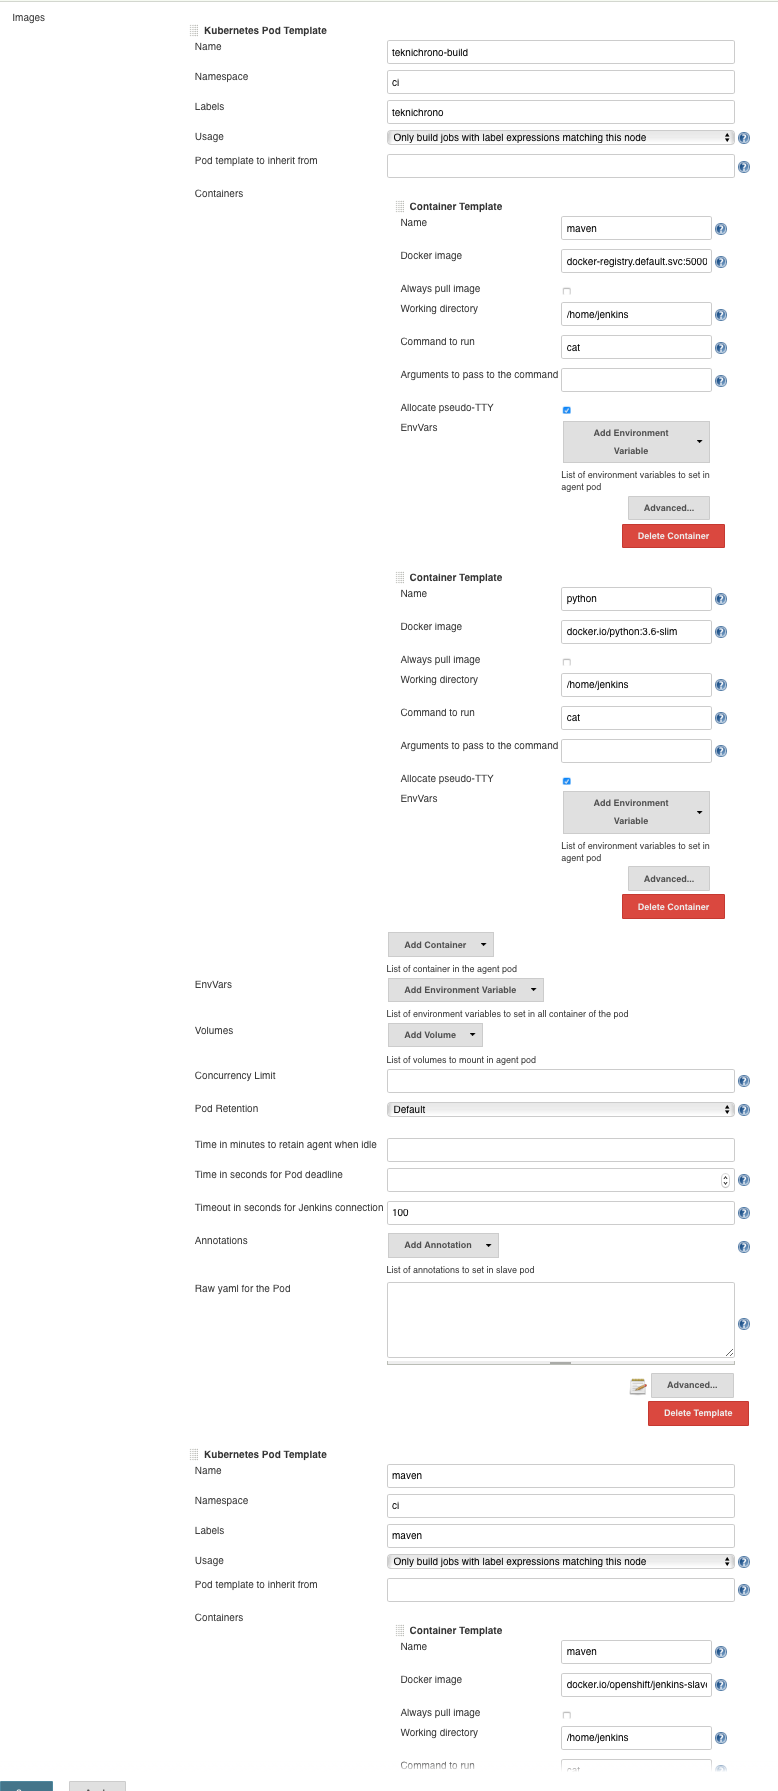 Images
Kubernetes Pod Template
Name
teknichrono-build
Namespace
ci
Labels
teknichrono
Usage
Only build jobs with label expressions matching this node
Pod template to inherit from
Containers
Container Template
Name
maven
Docker image
docker-registry.default.svc:5000
Always pull image
Working directory
/home/jenkins
Command to run
cat
Arguments to pass to the command
Allocate pseudo-TTY
EnvVars
Add Environment
Variable
List of environment variables to set in
agent pod
Advanced...
Delete Container
Container Template
Name
python
Docker image
docker.io/python:3.6-slim
Always pull image
Working directory
/home/jenkins
Command to run
cat
Arguments to pass to the command
Allocate pseudo-TTY
EnvVars
Add Environment
Variable
List of environment variables to set in
agent pod
Advanced...
Delete Container
Add Container
List of container in the agent pod
EnvVars
Add Environment Variable
List of environment variables to set in all container of the pod
Volumes
Add Volume
List of volumes to mount in agent pod
Concurrency Limit
Pod Retention
Default
Time in minutes to retain agent when idle
Time in seconds for Pod deadline
Timeout in seconds for Jenkins connection
100
Annotations
Add Annotation
List of annotations to set in slave pod
Raw yaml for the Pod
Advanced...
Delete Template
Kubernetes Pod Template
Name
maven
Namespace
ci
Labels
maven
Usage
Only build jobs with label expressions matching this node
Pod template to inherit from
Containers
Container Template
Name
maven
Docker image
docker.io/openshift/jenkins-slav
Always pull image
Working directory
/home/jenkins
Command to run
cat